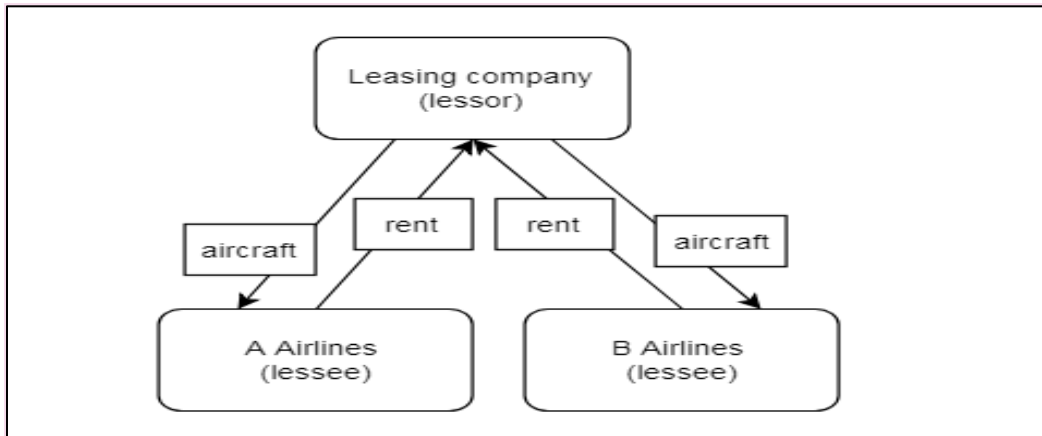 Leasing company
(lessor)
rent
rent
aircraft
aircraft
A Airlines
(lessee)
B Airlines
(lessee)